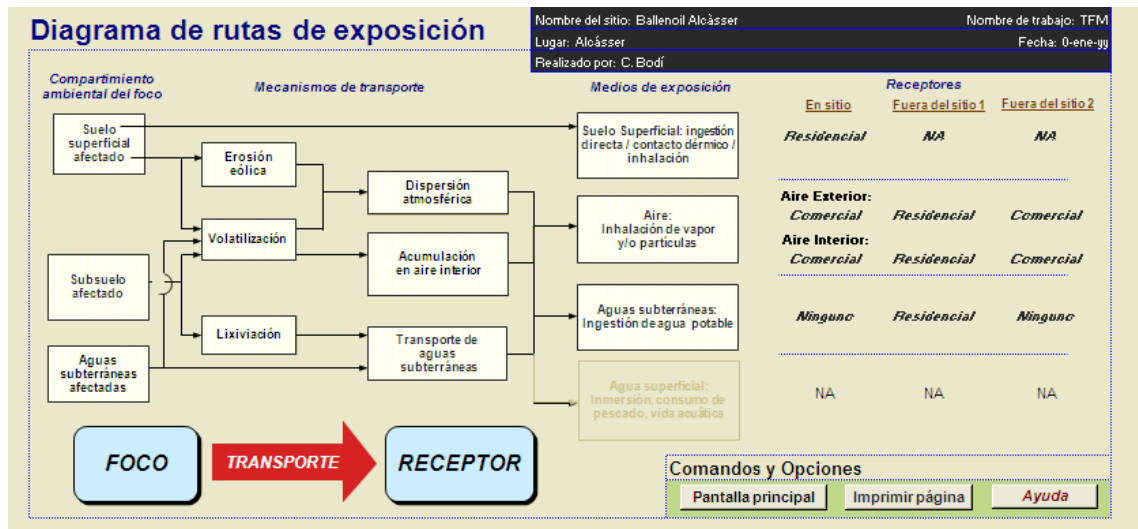 Diagrama de rutas de exposición
Nombre del sitio: Ballenoil Alcàsser
Nombre de trabajo: TFM
Lugar: Alcásser
Fecha: 0-ene-yy
Realizado por: C. Bodí
Compartimiento
ambiental del foco
Mecanismos de transporte
Medios de exposición
Receptores
En sitio
Fuera del sitio 1
Fuera del sitio 2
Suelo
superficial
afectado
Erosión
eólica
Volatilización
Subsuelo
afectado
Lixiviación
Aguas
subterráneas
afectadas
Dispersión
atmosférica
Acumulación
en aire interior
Transporte de
aguas
subterráneas
Suelo Superficial: ingestión
directa / contacto dérmico /
inhalación
Residencial
NA
NA
Aire:
Inhalación de vapor
y/o partículas
Aire Exterior:
Comercial
Residencial
Comercial
Aire Interior:
Comercial
Residencial
Comercial
Aguas subterráneas:
Ingestión de agua potable
Ninguno
Residencial
Ninguno
Agua superficial:
Inmersión, consumo de
pescado, vida acuática
NA
NA
NA
FOCO
TRANSPORTE
RECEPTOR
Comandos y Opciones
Pantalla principal
Imprimir página
Ayuda